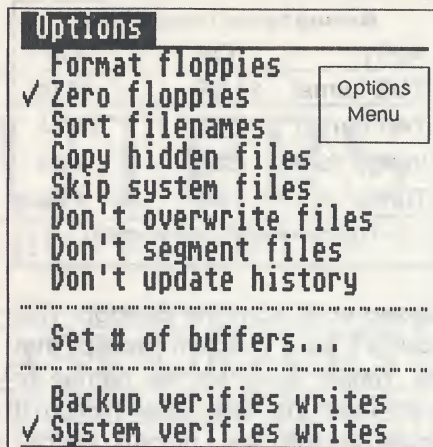 Options
Format floppies
✓ Zero floppies
Options
Menu
Sort filenames
Copy hidden files
Skip system files
Don't overwrite files
Don't segment files
Don't update history
Set # of buffers...
Backup verifies writes
✓ System verifies writes